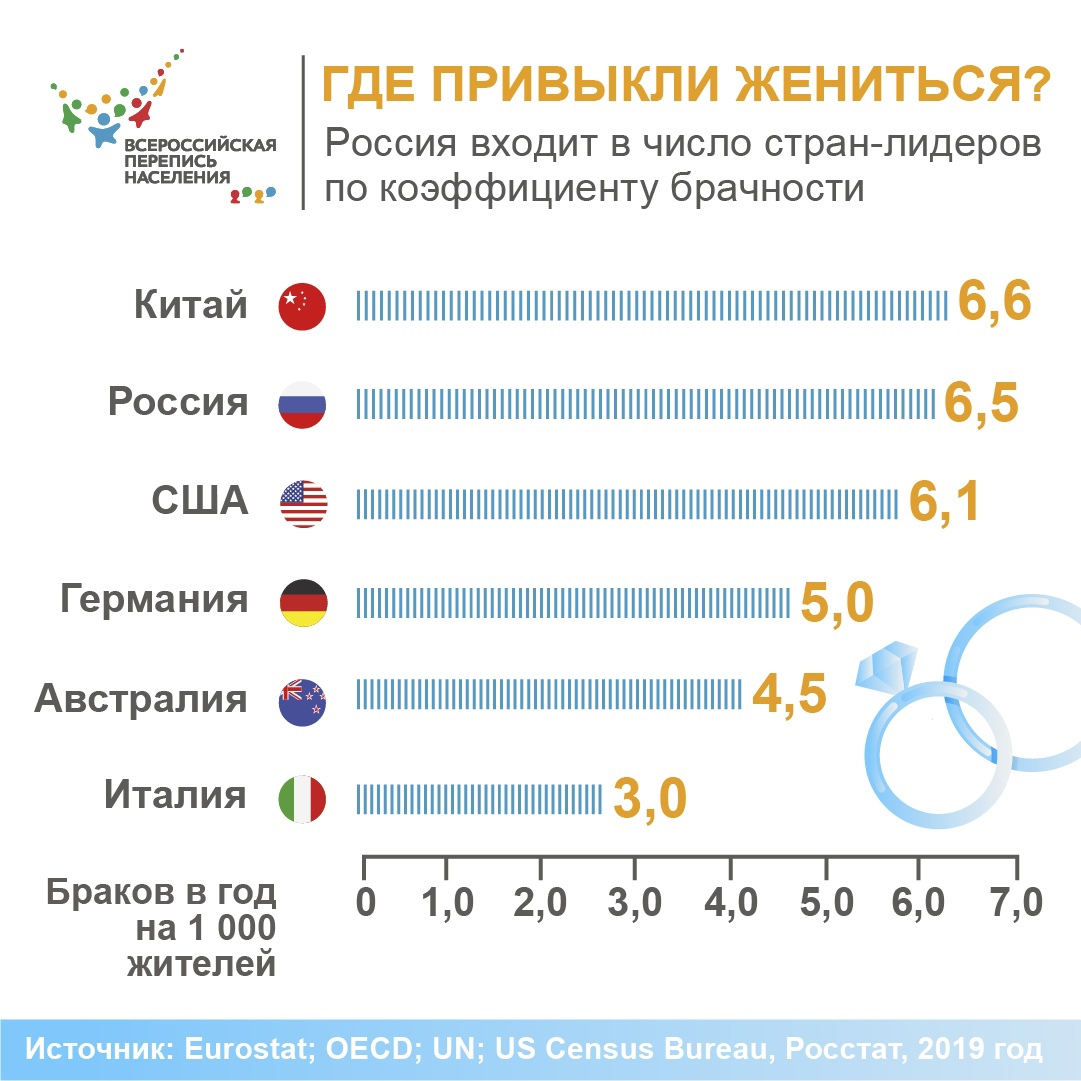 ВСЕРОССИЙСКАЯ
ПЕРЕПИСЬ
НАСЕЛЕНИЯ
ГДЕ ПРИВЫКЛИ ЖЕНИТЬСЯ?
Россия входит в число стран-лидеров
по коэффициенту брачности
Китай 6,6
Россия 6,5
США 6,1
Германия 5,0
Австралия 4,5
Италия 3,0
0 1,0 2,0 3,0 4,0 5,0 6,0 7,0
Браков в год
на 1 000
жителей
Источник: Eurostat; OECD; UN; US Census Bureau, Росстат, 2019 год